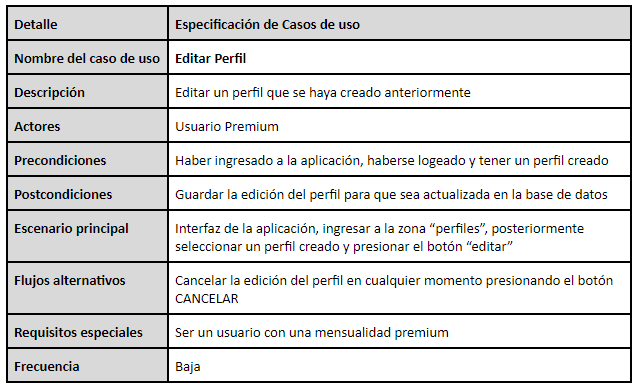 Detalle Especificación de Casos de uso
Nombre del caso de uso Editar Perfil
Descripción Editar un perfil que se haya creado anteriormente
Actores Usuario Premium
Precondiciones Haber ingresado a la aplicación, haberse logeado y tener un perfil creado
Postcondiciones Guardar la edición del perfil para que sea actualizada en la base de datos
Escenario principal Interfaz de la aplicación, ingresar a la zona “perfiles”, posteriormente
seleccionar un perfil creado y presionar el botón “editar”
Flujos alternativos Cancelar la edición del perfil en cualquier momento presionando el botón
CANCELAR
Requisitos especiales Ser un usuario con una mensualidad premium
Frecuencia Baja